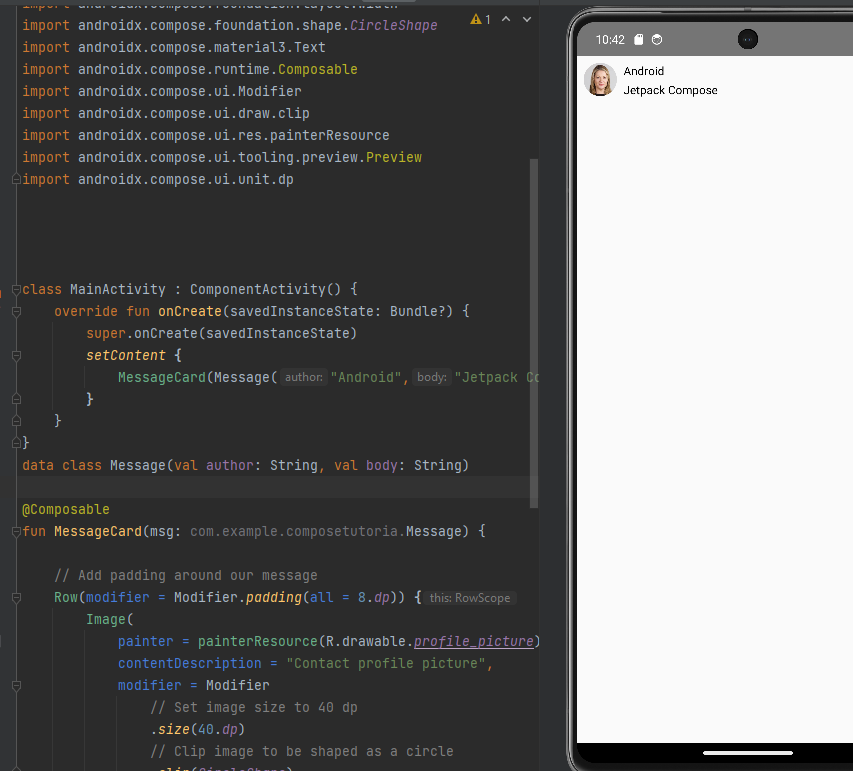 import androidx.compose.foundation.layout.width
import androidx.compose.foundation.shape.CircleShape
1
import androidx.compose.material3.Text
import androidx.compose.runtime.Composable
import androidx.compose.ui.Modifier
import androidx.compose.ui.draw.clip
import androidx.compose.ui.res.painterResource
import androidx.compose.ui.tooling.preview.Preview
import androidx.compose.ui.unit.dp
class MainActivity : ComponentActivity() {
override fun onCreate(savedInstanceState: Bundle?) {
super.onCreate(savedInstanceState)
setContent {
MessageCard(Message( author: "Android", body: "Jetpack Co
}
}
}
data class Message(val author: String, val body: String)
@Composable
fun MessageCard(msg: com.example.composetutoria.Message) {
// Add padding around our message
Row(modifier = Modifier.padding(all = 8.dp)) { this: RowScope
Image(
painter = painterResource(R.drawable.profile_picture)
contentDescription = "Contact profile picture",
modifier = Modifier
// Set image size to 40 dp
.size(40.dp)
// Clip image to be shaped as a circle
.clip(CircleShape)
10:42
Android
Jetpack Compose